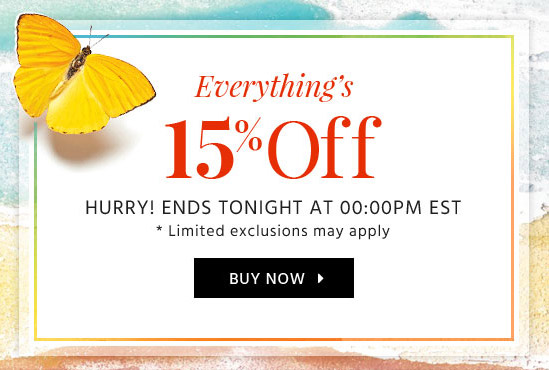 Everything's
15% Off
HURRY! ENDS TONIGHT AT 00:00PM EST
* Limited exclusions may apply
BUY NOW